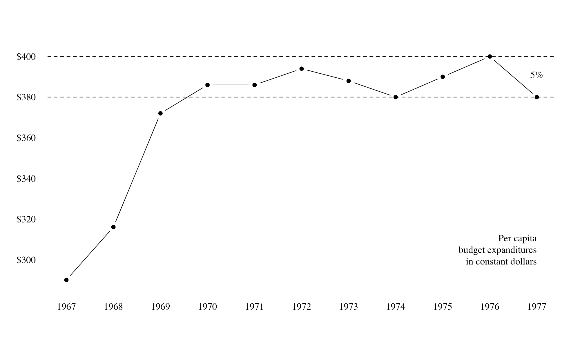 $400
5%
$380
$360
$340
$320
$300
Per capita
budget expanditures
in constant dollars
1967 1968 1969 1970 1971 1972 1973 1974 1975 1976 1977